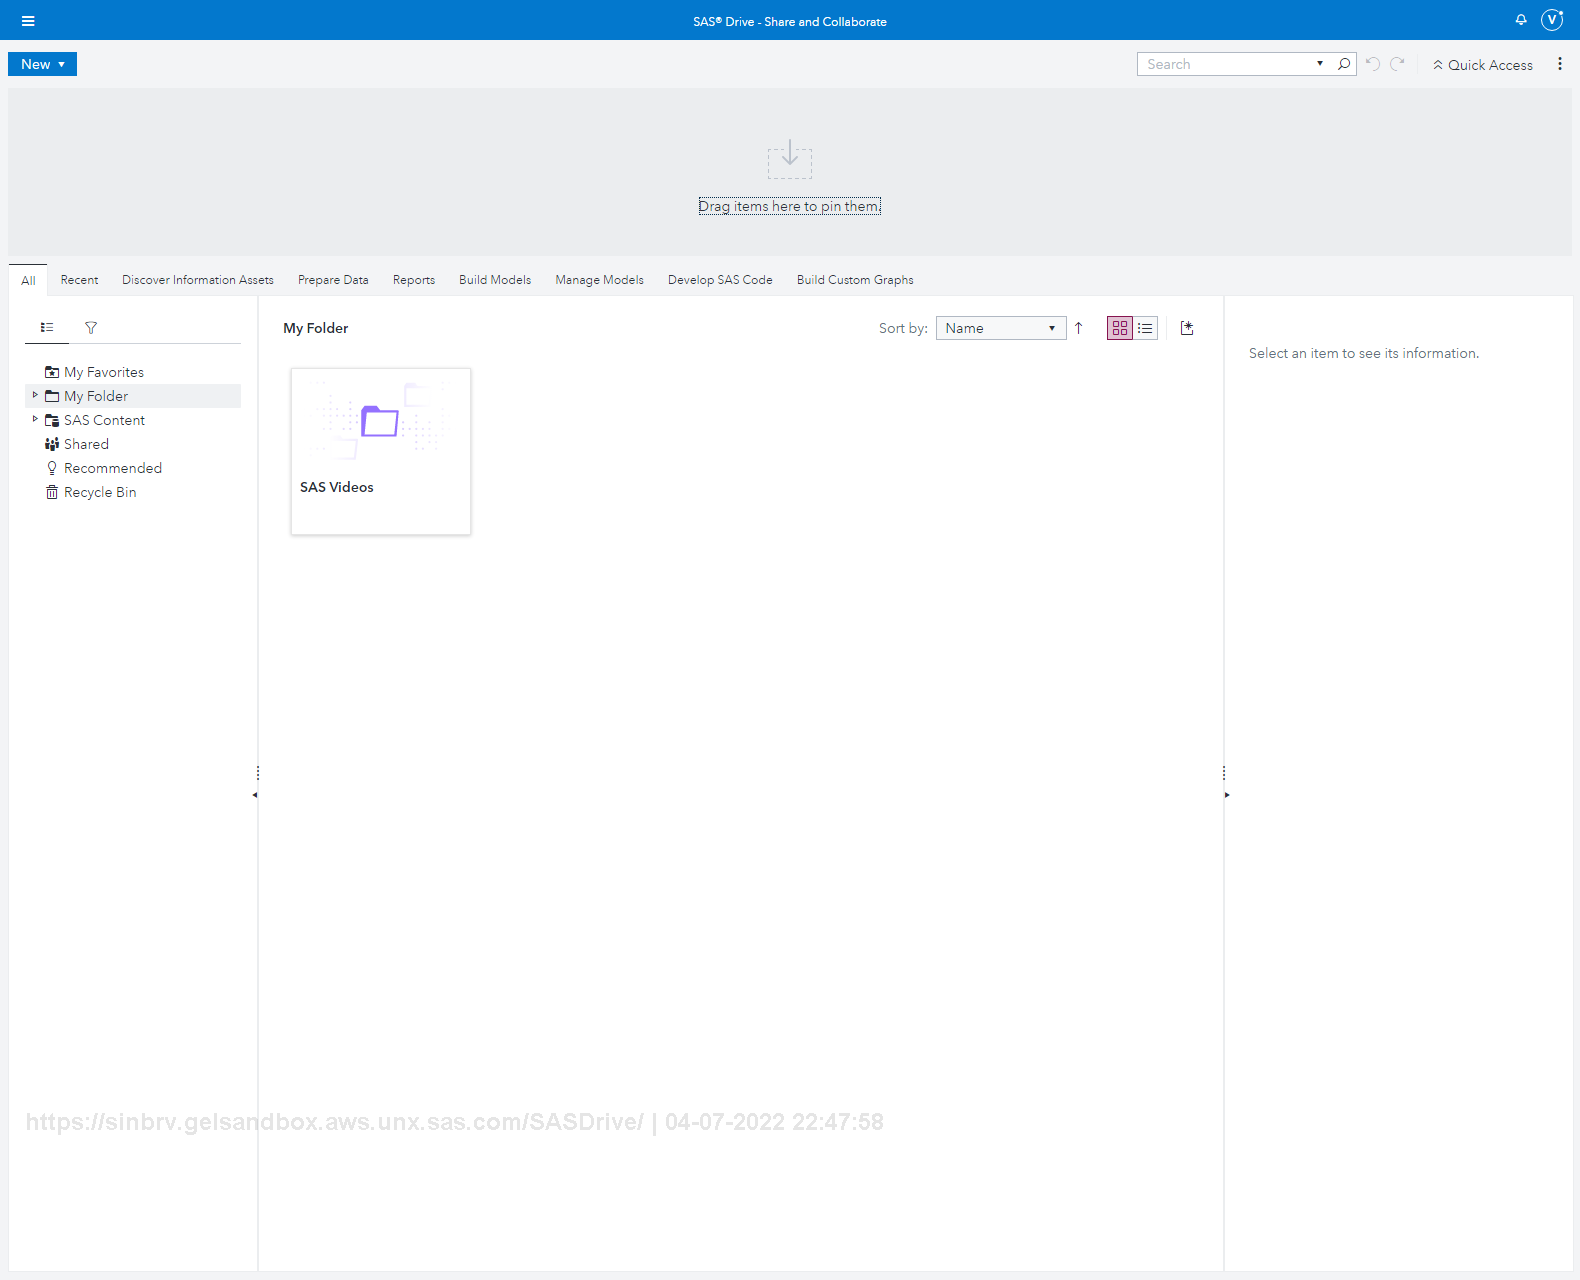 SAS® Drive - Share and Collaborate
V
New
Search
Quick Access
Drag items here to pin them.
All
Recent
Discover Information Assets
Prepare Data
Reports
Build Models
Manage Models
Develop SAS Code
Build Custom Graphs
My Folder
Sort by:
Name
Select an item to see its information.
My Favorites
My Folder
SAS Content
Shared
Recommended
Recycle Bin
SAS Videos
https://sinbrv.gelsandbox.aws.unx.sas.com/SASDrive/ | 04-07-2022 22:47:58